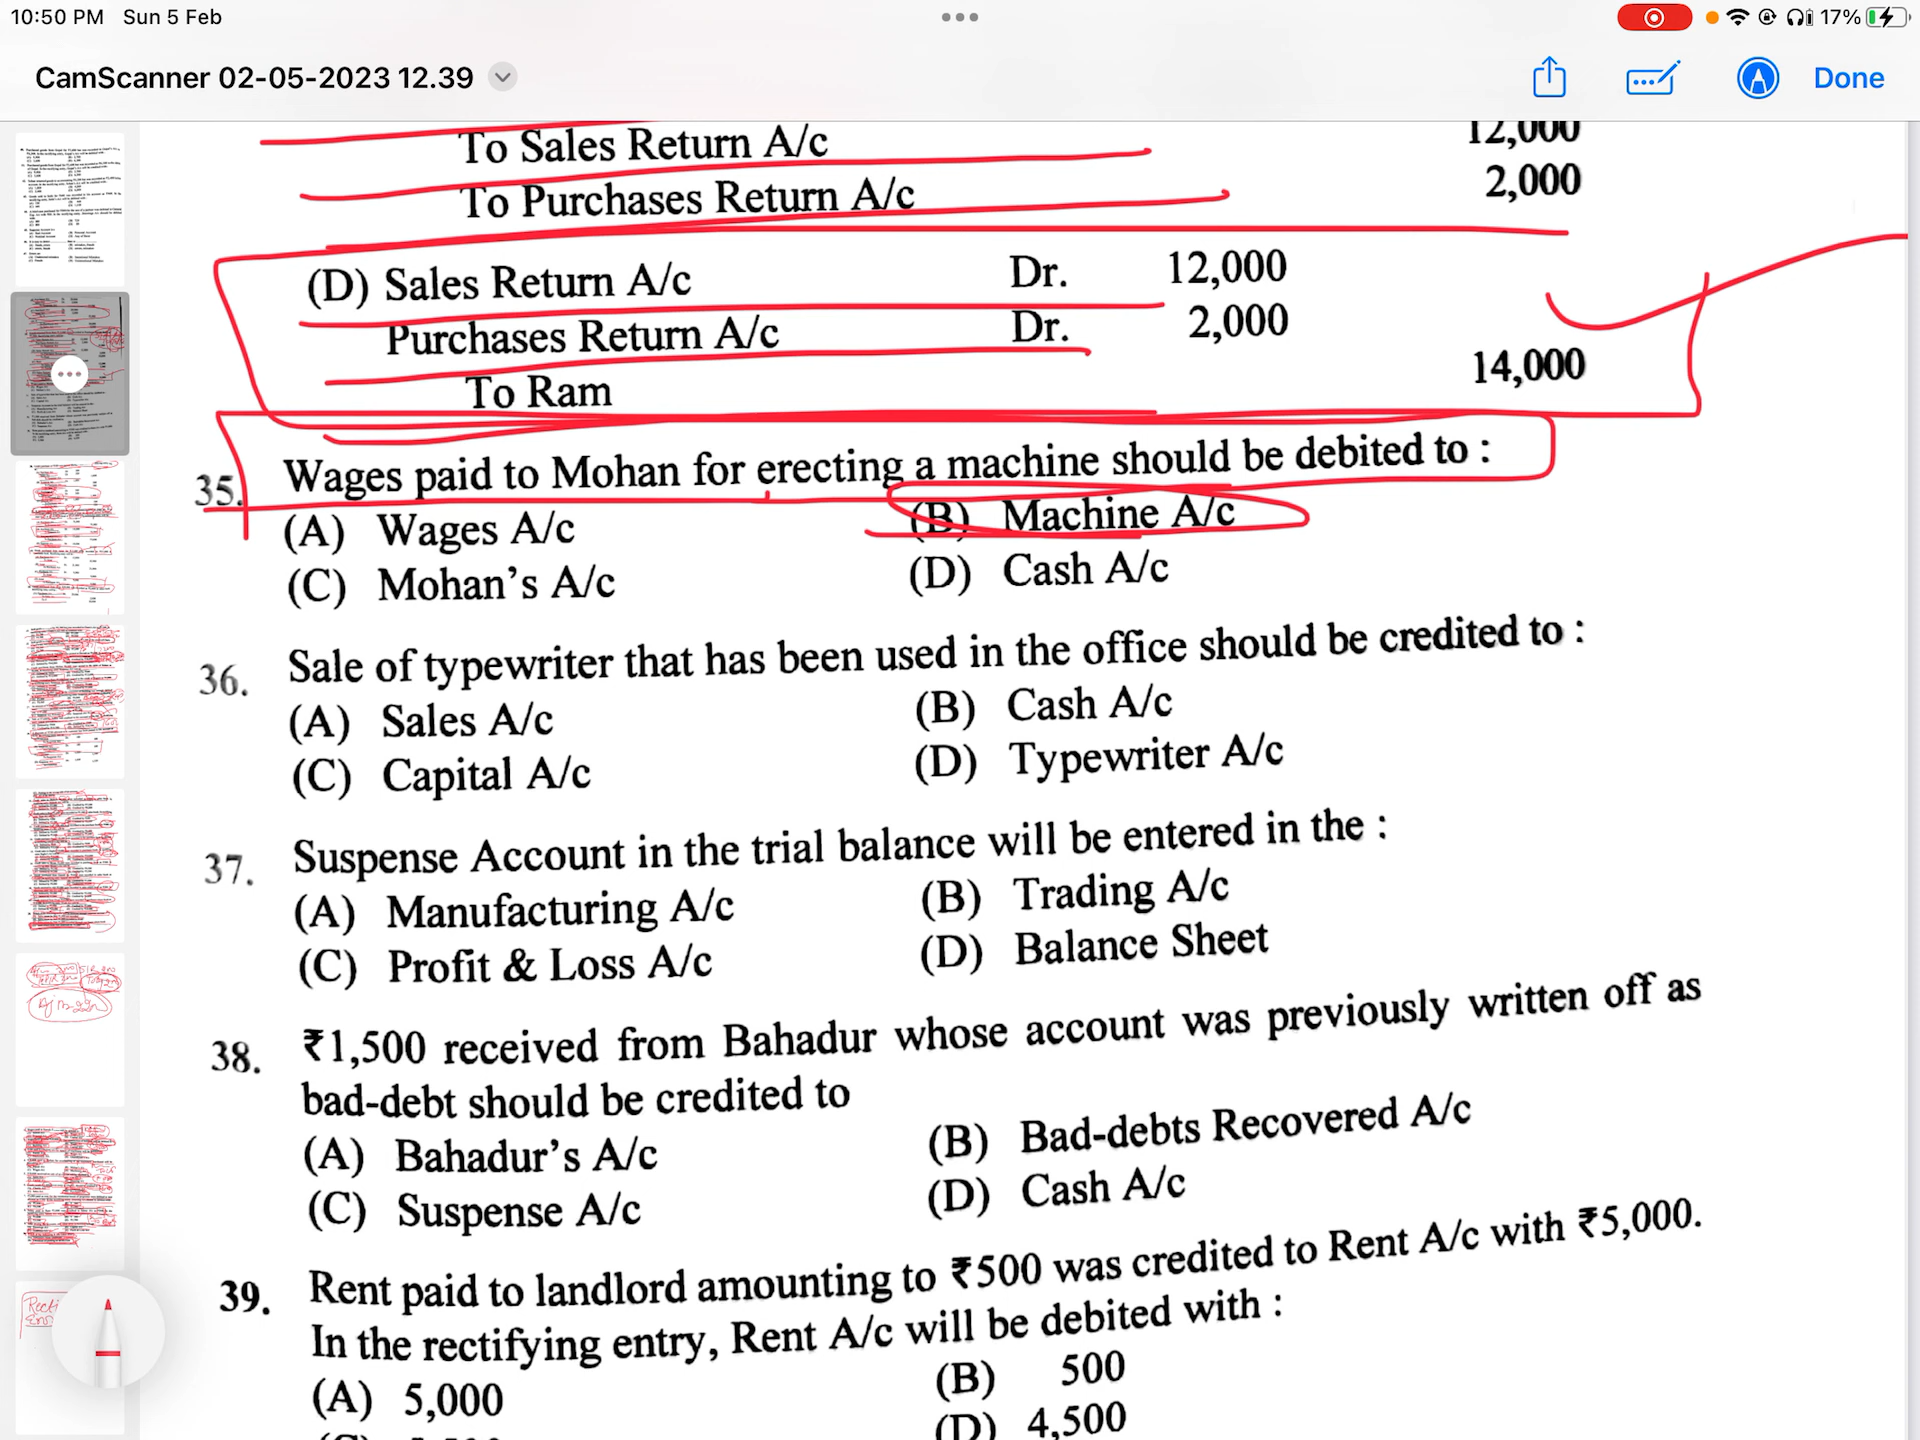 10:50 PM Sun 5 Feb
17%
CamScanner 02-05-2023 12.39
Done
To Sales Return A/c 12,000
To Purchases Return A/c 2,000
(D) Sales Return A/c Dr. 12,000
Purchases Return A/c Dr. 2,000
To Ram 14,000
35. Wages paid to Mohan for erecting a machine should be debited to :
(A) Wages A/c (B) Machine A/c
(C) Mohan's A/c (D) Cash A/c
36. Sale of typewriter that has been used in the office should be credited to :
(A) Sales A/c (B) Cash A/c
(C) Capital A/c (D) Typewriter A/c
37. Suspense Account in the trial balance will be entered in the :
(A) Manufacturing A/c (B) Trading A/c
(C) Profit & Loss A/c (D) Balance Sheet
38. ₹1,500 received from Bahadur whose account was previously written off as
bad-debt should be credited to
(A) Bahadur's A/c (B) Bad-debts Recovered A/c
(C) Suspense A/c (D) Cash A/c
39. Rent paid to landlord amounting to ₹500 was credited to Rent A/c with ₹5,000.
In the rectifying entry, Rent A/c will be debited with :
(A) 5,000 (B) 500
(D) 4,500